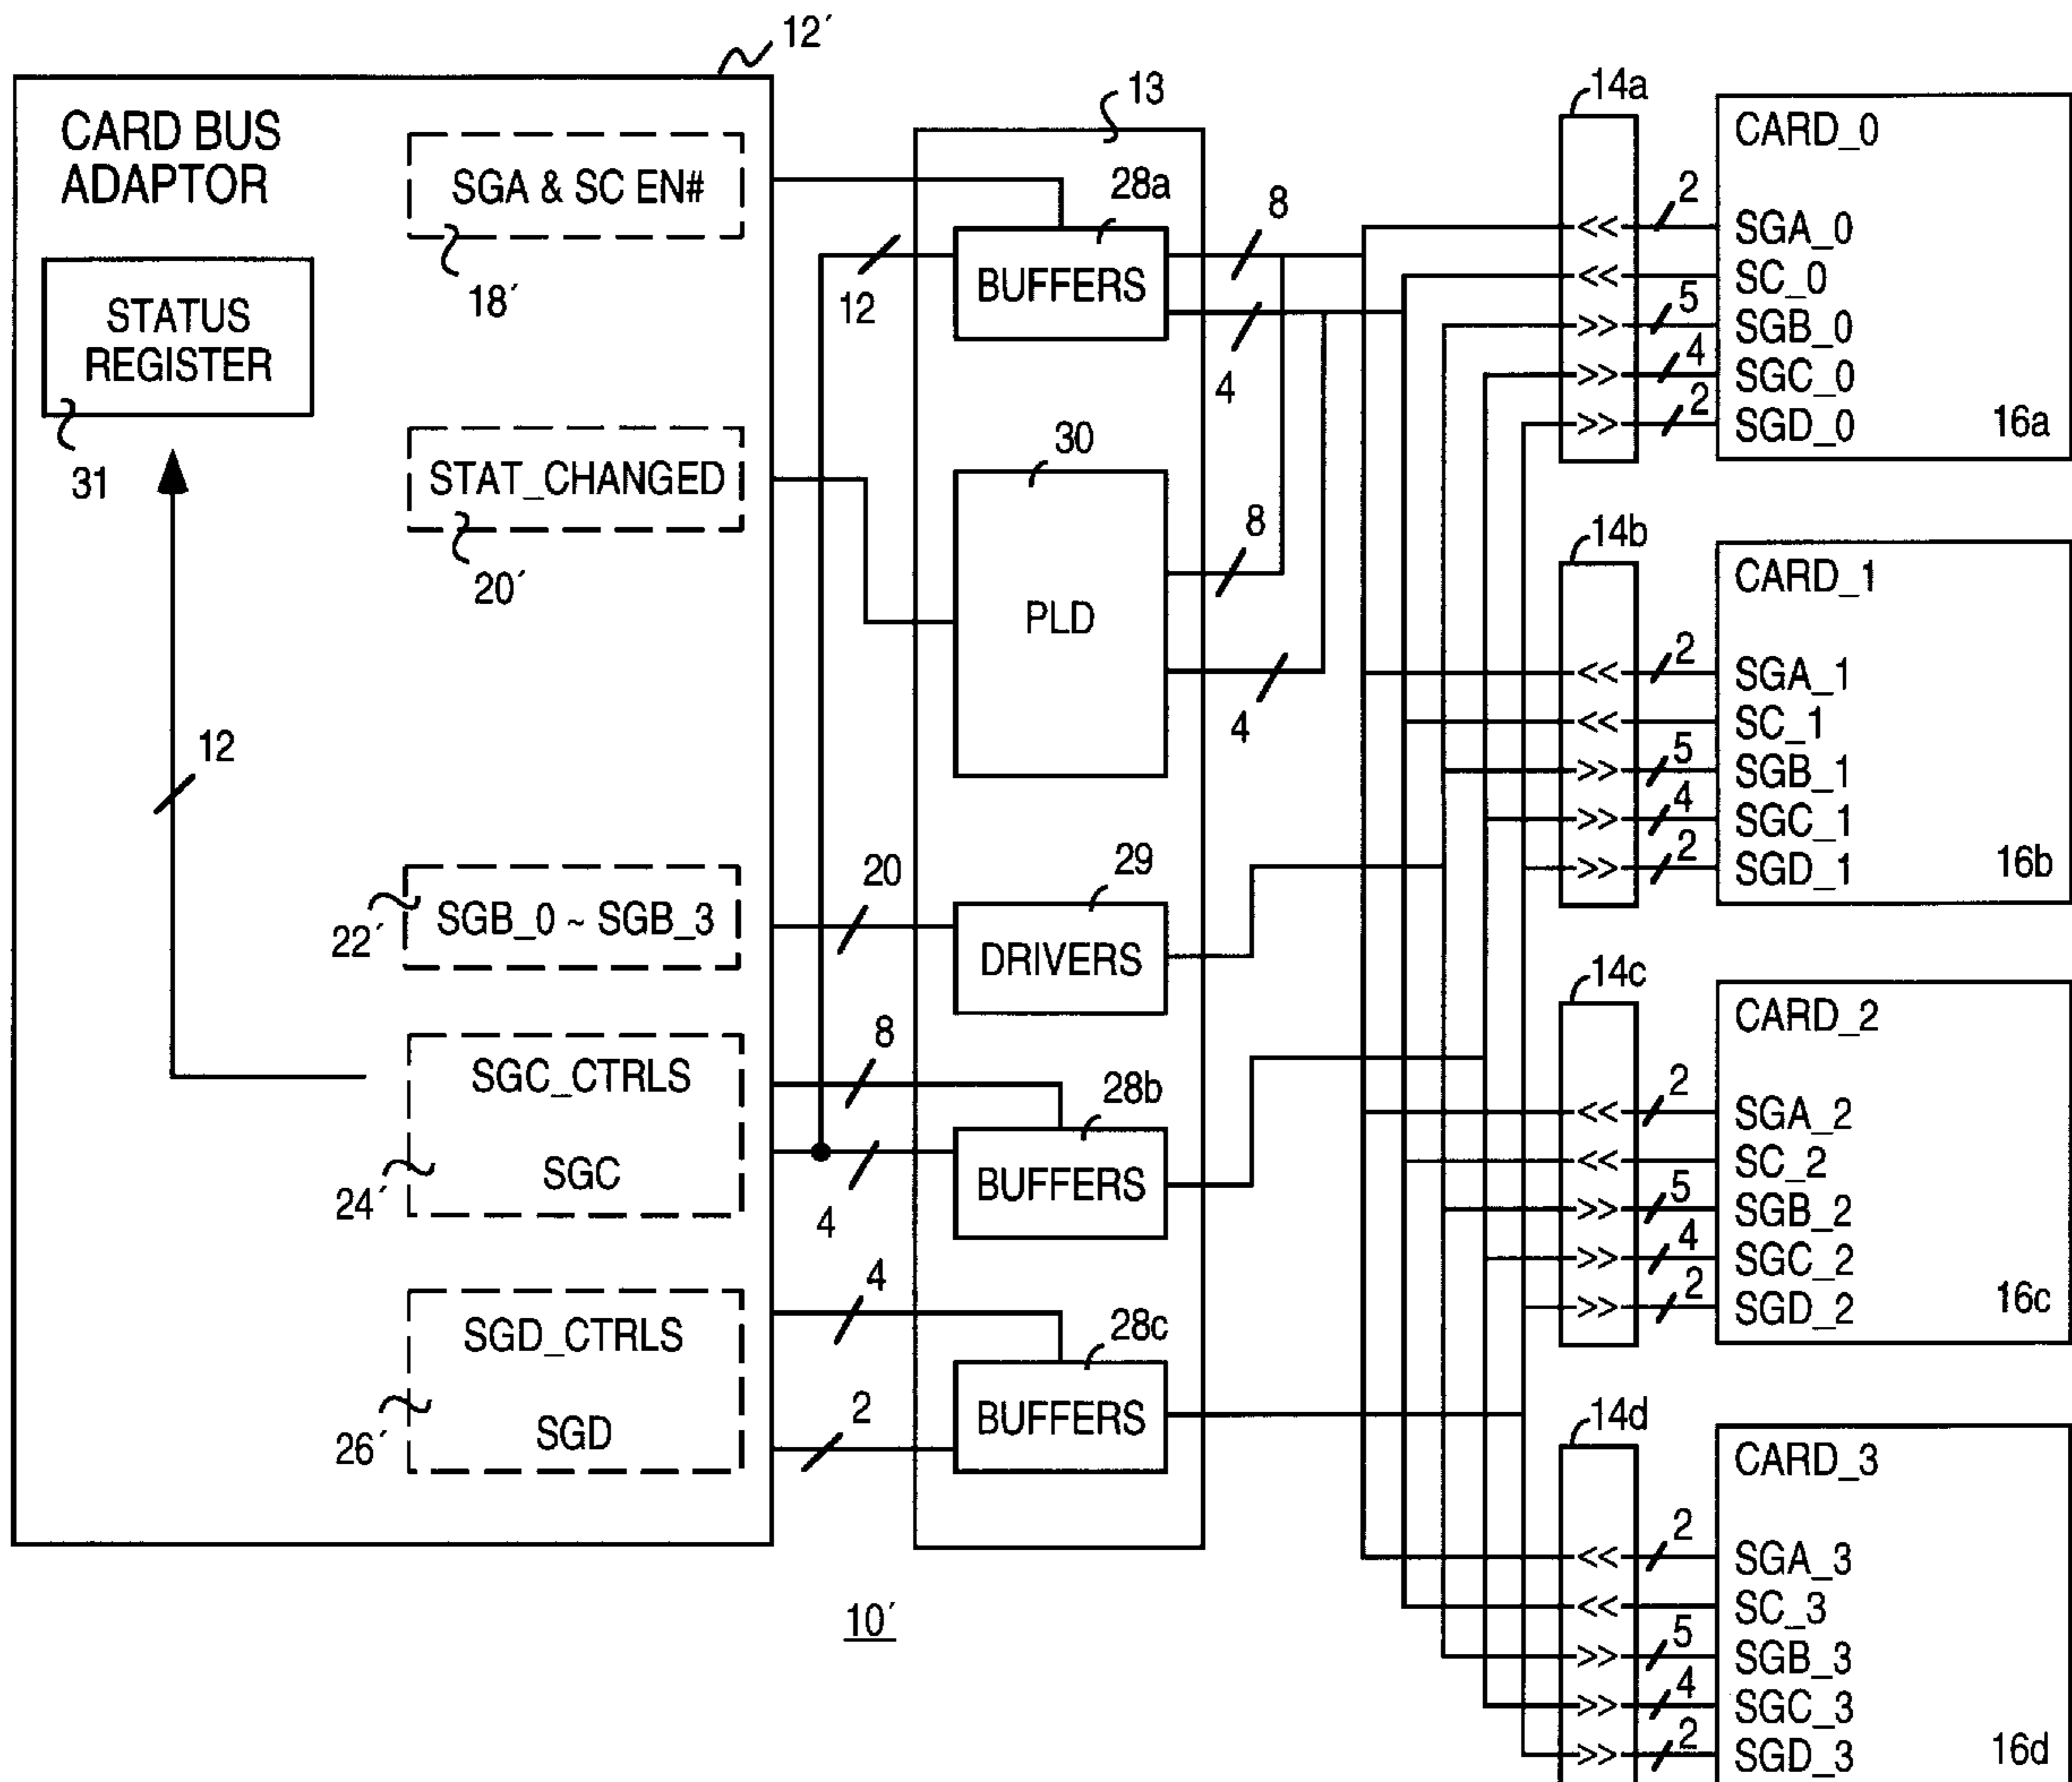 12′
CARD BUS
ADAPTOR
SGA & SC EN#
18′
STATUS
REGISTER
31
STAT_CHANGED
20′
12
22′
SGB_0 ~ SGB_3
24′
SGC_CTRLS
SGC
26′
SGD_CTRLS
SGD
13
28a
12
BUFFERS
8
4
30
PLD
8
4
20
29
DRIVERS
8
28b
BUFFERS
4
4
28c
BUFFERS
2
10′
14a
CARD_0
2
SGA_0
SC_0
5
SGB_0
4
SGC_0
2
SGD_0
16a
<<
<<
>>
>>
>>
14b
CARD_1
2
SGA_1
SC_1
5
SGB_1
4
SGC_1
2
SGD_1
16b
<<
<<
>>
>>
>>
14c
CARD_2
2
SGA_2
SC_2
5
SGB_2
4
SGC_2
2
SGD_2
16c
<<
<<
>>
>>
>>
14d
CARD_3
2
SGA_3
SC_3
5
SGB_3
4
SGC_3
2
SGD_3
16d
<<
<<
>>
>>
>>